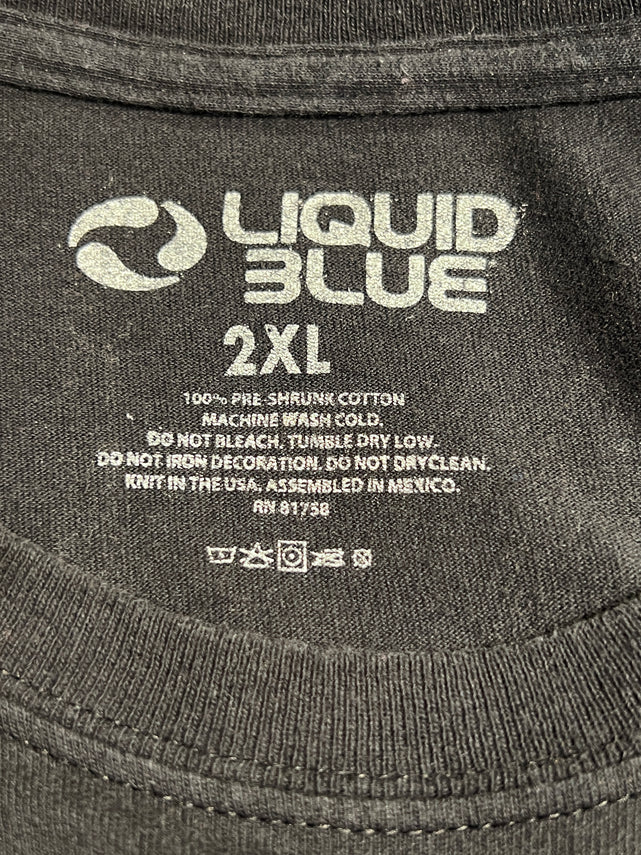 LIQUID
BLUE
2XL
100% PRE-SHRUNK COTTON
MACHINE WASH COLD.
DO NOT BLEACH. TUMBLE DRY LOW.
DO NOT IRON DECORATION. DO NOT DRYCLEAN.
KNIT IN THE USA. ASSEMBLED IN MEXICO.
RN 81758